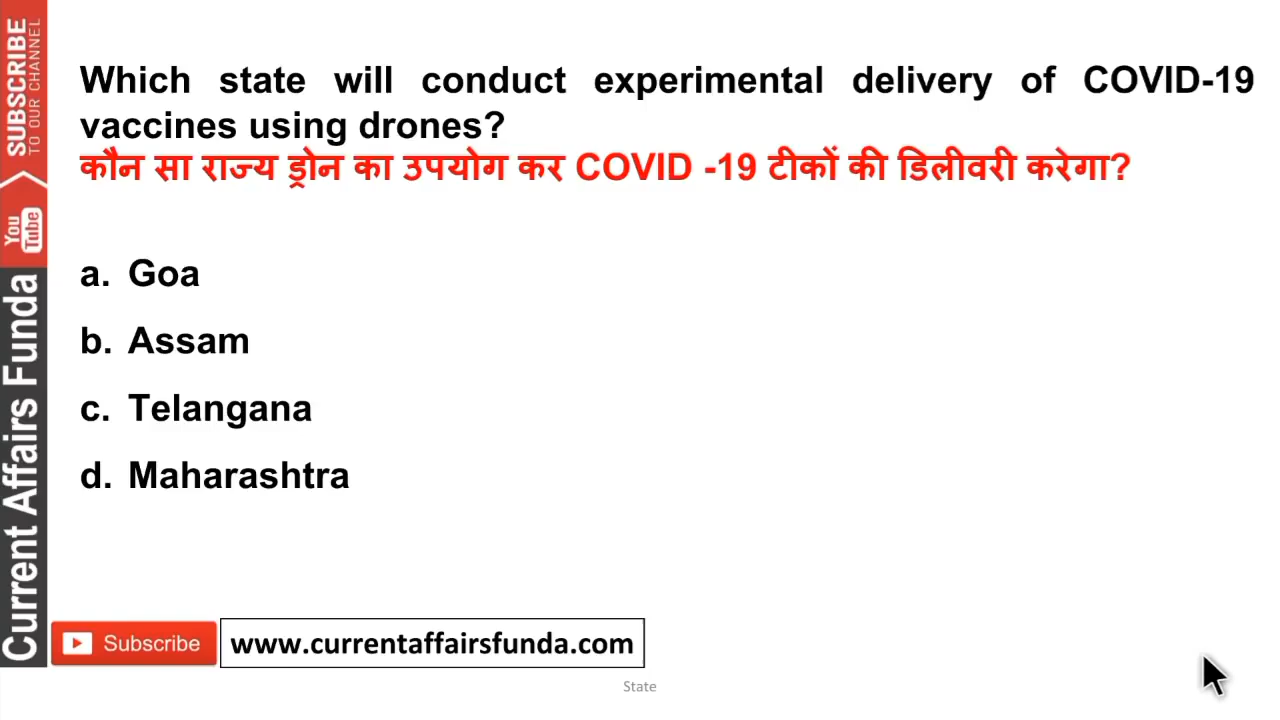 Which state will conduct experimental delivery of COVID-19
vaccines using drones?
कौन सा राज्य ड्रोन का उपयोग कर COVID -19 टीकों की डिलीवरी करेगा?
a. Goa
b. Assam
c. Telangana
d. Maharashtra
SUBSCRIBE
TO OUR CHANNEL
You
Tube
Current Affairs Funda
Subscribe
www.currentaffairsfunda.com
State